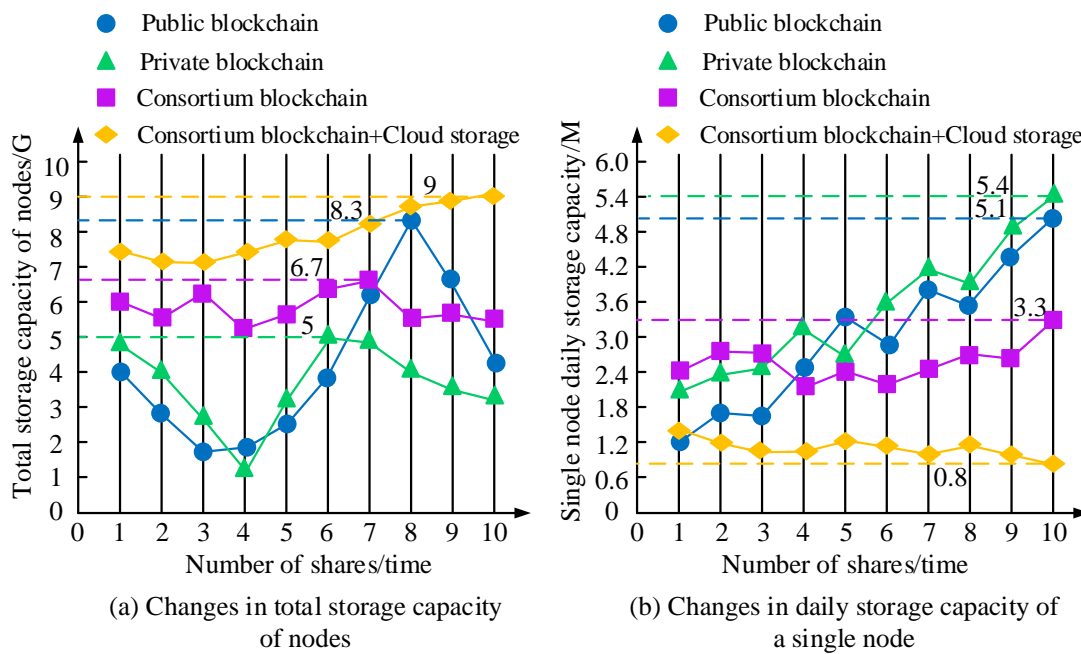 Public blockchain
Private blockchain
Consortium blockchain
Consortium blockchain+Cloud storage
Total storage capacity of nodes/G
10
9
8
7
6
5
4
3
2
1
0
9
8.3
6.7
5
1 2 3 4 5 6 7 8 9 10
Number of shares/time
(a) Changes in total storage capacity
of nodes
Public blockchain
Private blockchain
Consortium blockchain
Consortium blockchain+Cloud storage
Single node daily storage capacity/M
6.0
5.4
4.8
4.2
3.6
3.0
2.4
1.8
1.2
0.6
0
5.4
5.1
3.3
0.8
0 1 2 3 4 5 6 7 8 9 10
Number of shares/time
(b) Changes in daily storage capacity of
a single node